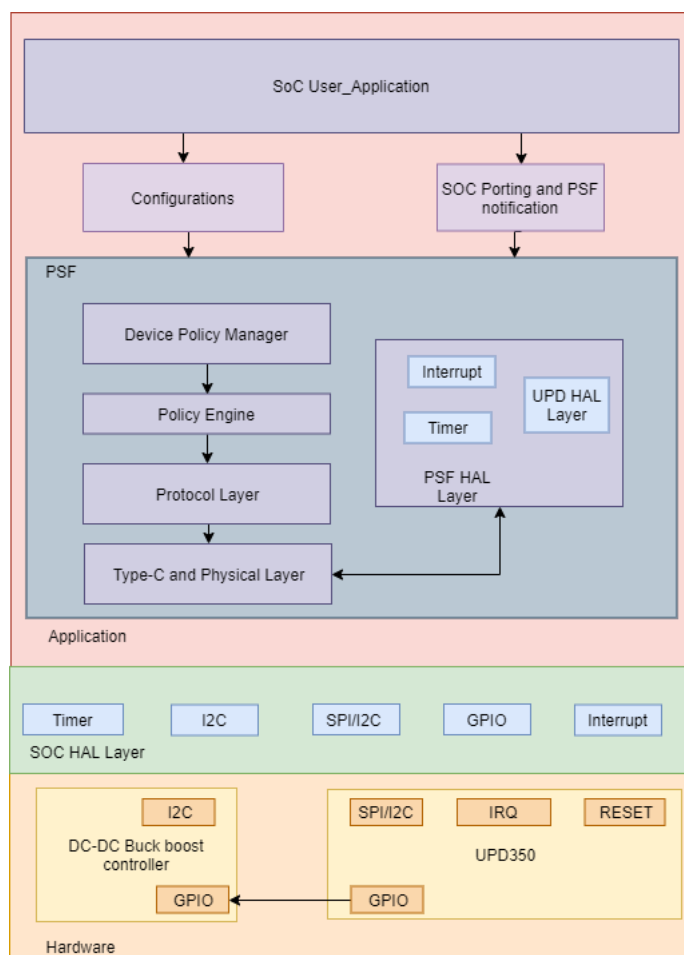 SoC User_Application
Configurations
SOC Porting and PSF
notification
PSF
Device Policy Manager
Policy Engine
Protocol Layer
Type-C and Physical Layer
Interrupt
UPD HAL
Layer
Timer
PSF HAL
Layer
Application
Timer
I2C
SPI/I2C
GPIO
Interrupt
SOC HAL Layer
I2C
DC-DC Buck boost
controller
GPIO
SPI/I2C
IRQ
RESET
UPD350
GPIO
Hardware